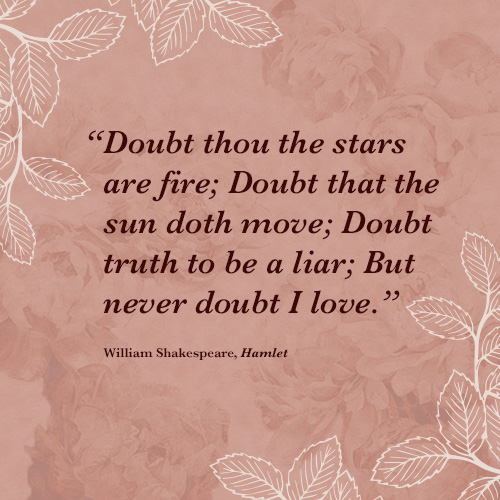 “Doubt thou the stars
are fire; Doubt that the
sun doth move; Doubt
truth to be a liar; But
never doubt I love.”
William Shakespeare, Hamlet